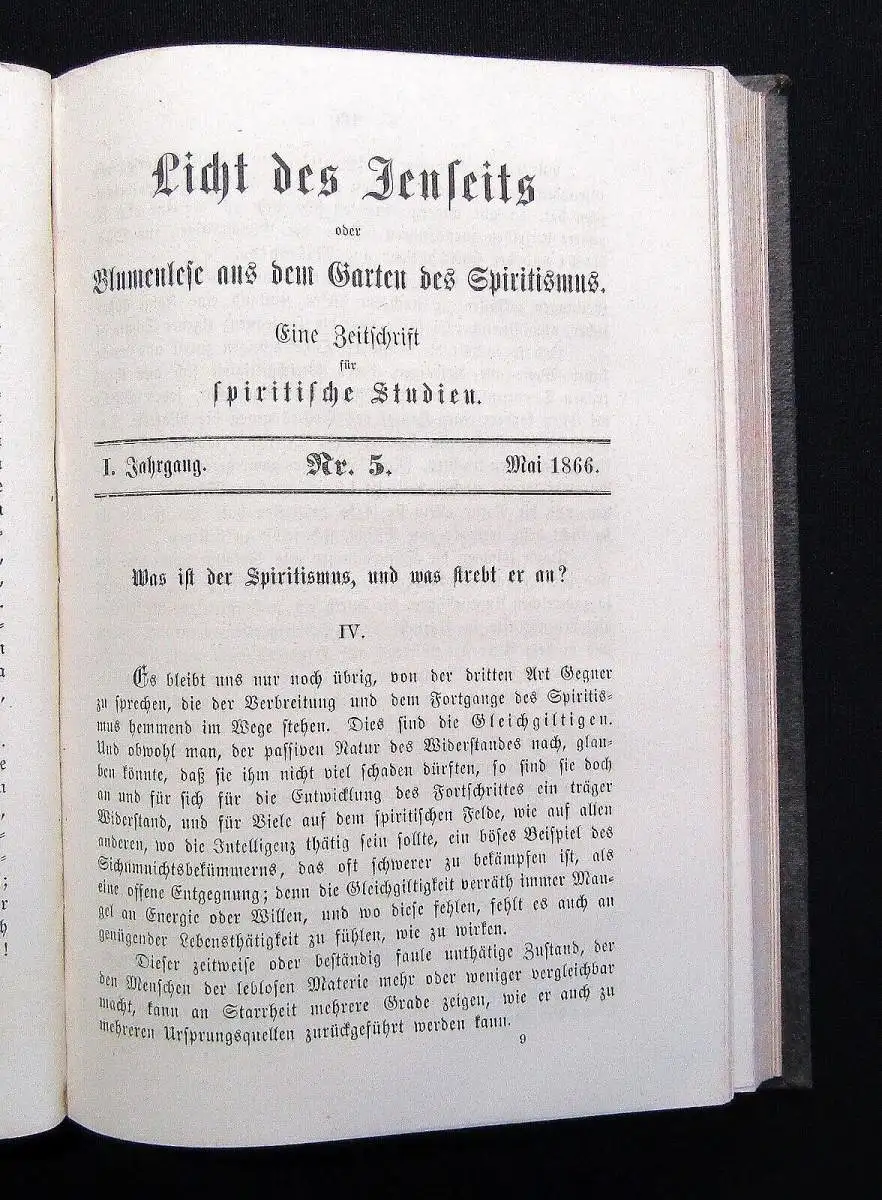 Licht des Jenseits
oder
Blumenlese aus dem Garten des Spiritismus.
Eine Zeitschrift
für
spiritische Studien.
I. Jahrgang. Nr. 5. Mai 1866.
Was ist der Spiritismus, und was strebt er an?
IV.
Es bleibt uns nur noch übrig, von der dritten Art Gegner
zu sprechen, die der Verbreitung und dem Fortgange des Spiritis-
mus hemmend im Wege stehen. Dies sind die Gleichgiltigen.
Und obwohl man, der passiven Natur des Widerstandes nach, glau-
ben könnte, daß sie ihm nicht viel schaden dürften, so sind sie doch
an und für sich für die Entwicklung des Fortschrittes ein träger
Widerstand, und für Viele auf dem spiritischen Felde, wie auf allen
anderen, wo die Intelligenz thätig sein sollte, ein böses Beispiel des
Sichumnichtsbekümmerns, das oft schwerer zu bekämpfen ist, als
eine offene Entgegnung; denn die Gleichgiltigkeit verräth immer Man-
gel an Energie oder Willen, und wo diese fehlen, fehlt es auch an
genügender Lebensthätigkeit zu fühlen, wie zu wirken.
Dieser zeitweise oder beständig faule unthätige Zustand, der
den Menschen der leblosen Materie mehr oder weniger vergleichbar
macht, kann an Starrheit mehrere Grade zeigen, wie er auch zu
mehreren Ursprungsquellen zurückgeführt werden kann.
9